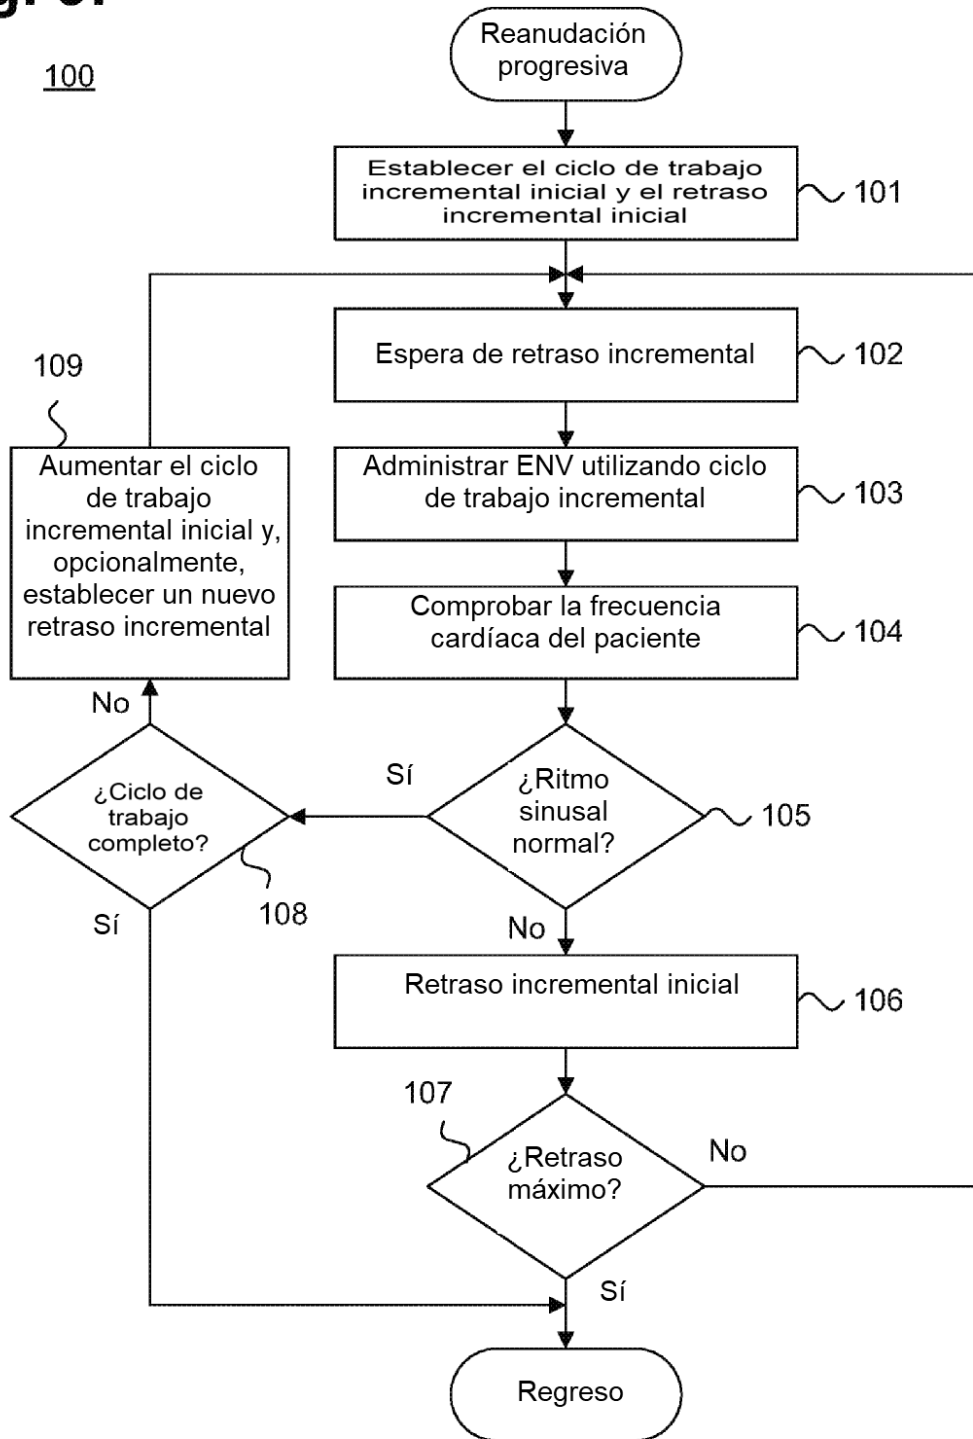 100
Reanudación
progresiva
Establecer el ciclo de trabajo
incremental inicial y el retraso
incremental inicial
101
Espera de retraso incremental
102
109
Aumentar el ciclo
de trabajo
incremental inicial y,
opcionalmente,
establecer un nuevo
retraso incremental
Administrar ENV utilizando ciclo
de trabajo incremental
103
Comprobar la frecuencia
cardíaca del paciente
104
No
¿Ciclo de
trabajo
completo?
Sí
¿Ritmo
sinusal
normal?
105
108
Sí
No
Retraso incremental inicial
106
107
¿Retraso
máximo?
No
Sí
Regreso